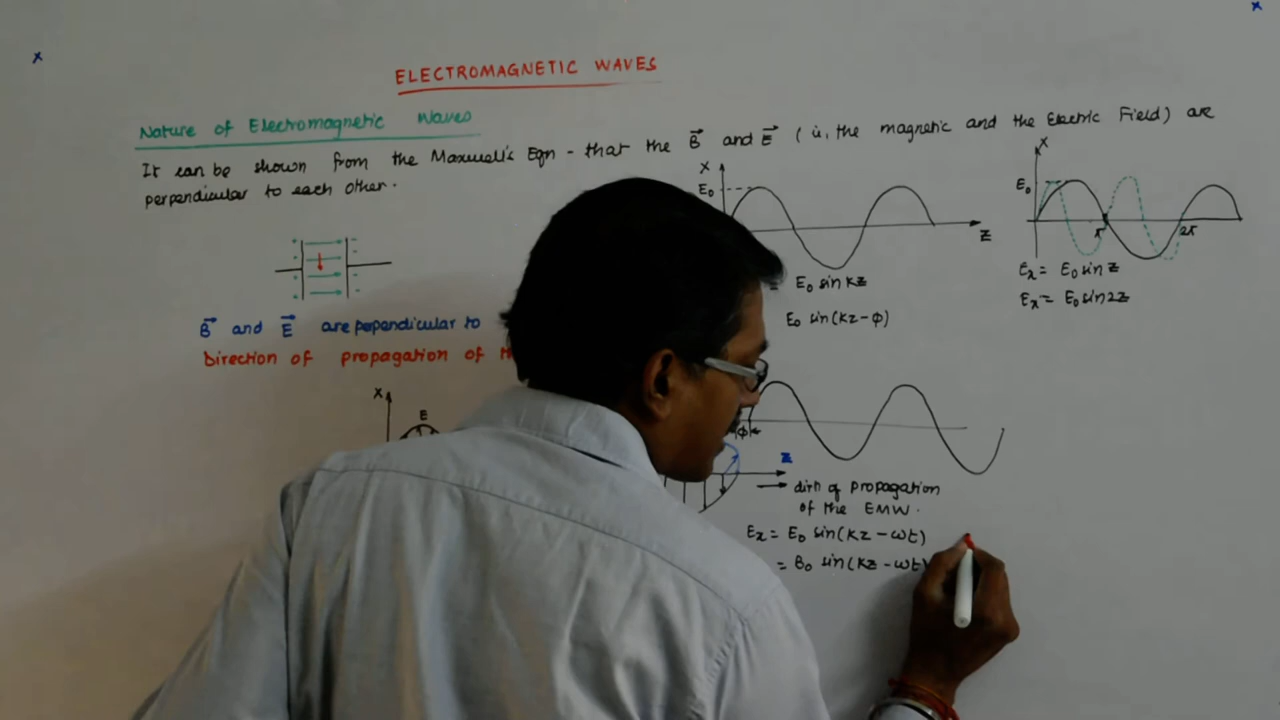 x
x
ELECTROMAGNETIC WAVES
Nature of Electromagnetic Waves
It can be shown from the Maxwell's Eqn - that the B⃗ and E⃗ (ie, the magnetic and the Electric Field) are
perpendicular to each other.
X
E₀
Z
E₀ sin kz
E₀ sin(kz-ϕ)
X
E₀
π
2π
Eₓ = E₀ sin z
Eₓ = E₀ sin2z
+ -
+ -
+ -
+ -
B⃗ and E⃗ are perpendicular to
Direction of propagation of
X
E
|ϕ|←
z
→ dirn of propagation
of the EMW.
Eₓ = E₀ sin(kz - ωt)
= B₀ sin(kz - ωt)